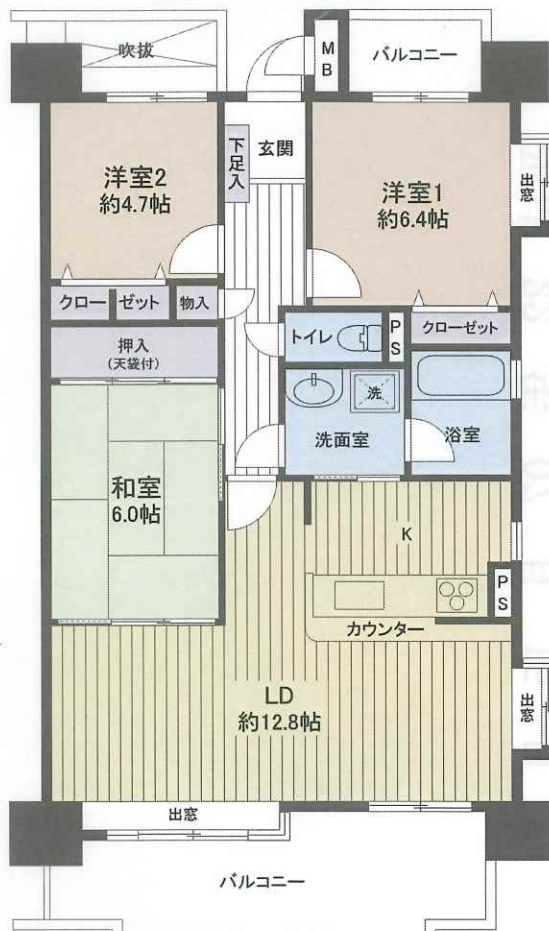 吹抜
MB
バルコニー
洋室2
約4.7帖
下足入
玄関
洋室1
約6.4帖
出窓
クローゼット
物入
トイレ
PS
クローゼット
押入
(天袋付)
洗面室
洗
浴室
和室
6.0帖
K
PS
カウンター
LD
約12.8帖
出窓
出窓
バルコニー